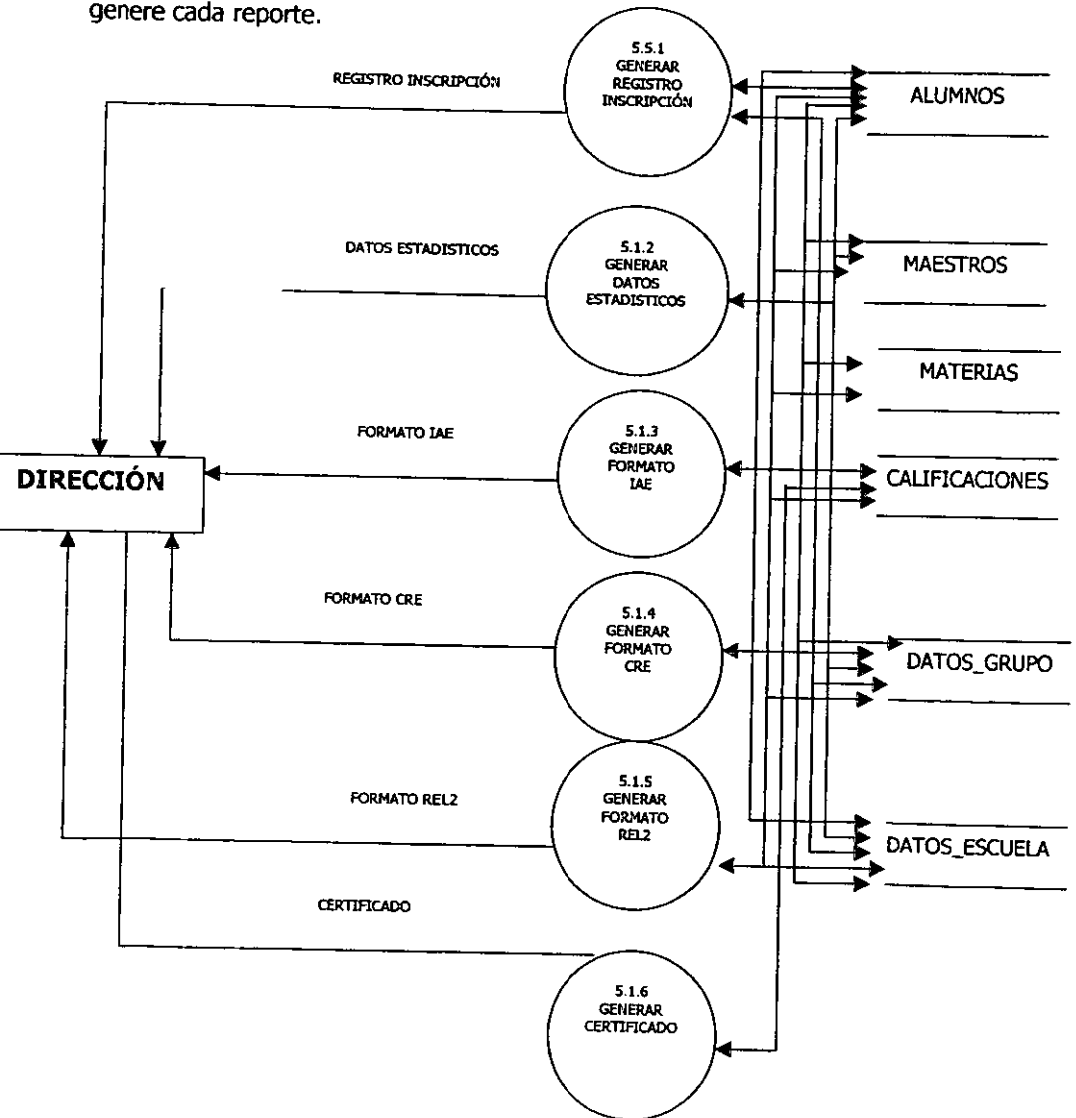 genere cada reporte.
5.5.1
GENERAR
REGISTRO
INSCRIPCIÓN
REGISTRO INSCRIPCIÓN
ALUMNOS
5.1.2
GENERAR
DATOS
ESTADISTICOS
DATOS ESTADISTICOS
MAESTROS
MATERIAS
5.1.3
GENERAR
FORMATO
IAE
FORMATO IAE
DIRECCIÓN
CALIFICACIONES
5.1.4
GENERAR
FORMATO
CRE
FORMATO CRE
DATOS_GRUPO
5.1.5
GENERAR
FORMATO
REL2
FORMATO REL2
DATOS_ESCUELA
CERTIFICADO
5.1.6
GENERAR
CERTIFICADO